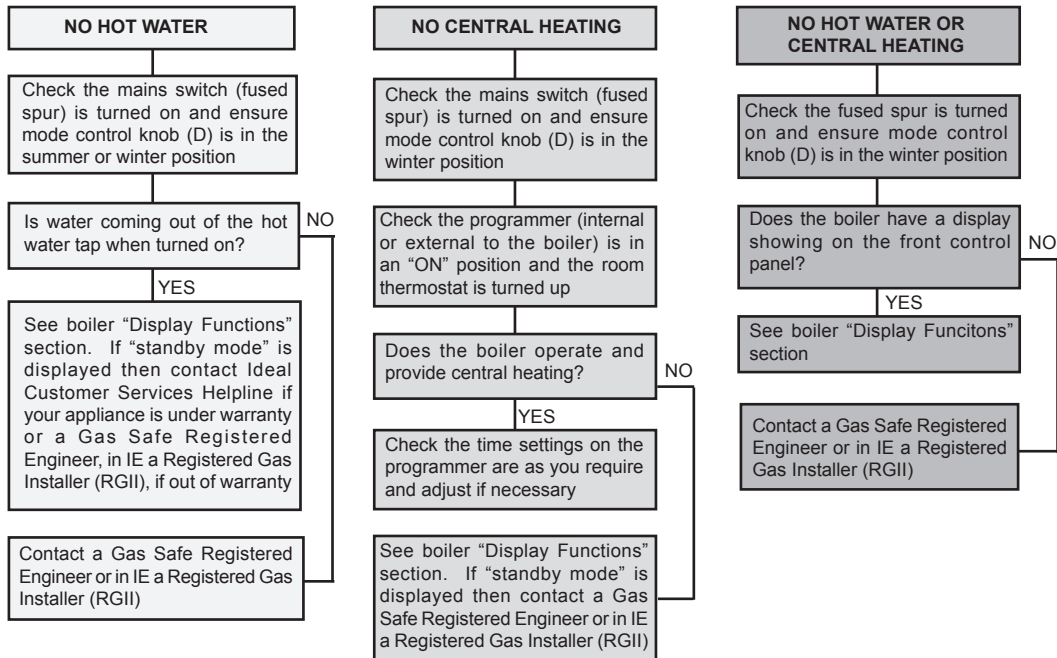 NO HOT WATER
Check the mains switch (fused
spur) is turned on and ensure
mode control knob (D) is in the
summer or winter position
Is water coming out of the hot
water tap when turned on?
NO
YES
See boiler “Display Functions”
section. If “standby mode” is
displayed then contact Ideal
Customer Services Helpline if
your appliance is under warranty
or a Gas Safe Registered
Engineer, in IE a Registered Gas
Installer (RGII), if out of warranty
Contact a Gas Safe Registered
Engineer or in IE a Registered Gas
Installer (RGII)
NO CENTRAL HEATING
Check the mains switch (fused
spur) is turned on and ensure
mode control knob (D) is in the
winter position
Check the programmer (internal
or external to the boiler) is in
an “ON” position and the room
thermostat is turned up
Does the boiler operate and
provide central heating?
NO
YES
Check the time settings on the
programmer are as you require
and adjust if necessary
See boiler “Display Functions”
section. If “standby mode” is
displayed then contact a Gas
Safe Registered Engineer or in IE
a Registered Gas Installer (RGII)
NO HOT WATER OR
CENTRAL HEATING
Check the fused spur is turned
on and ensure mode control
knob (D) is in the winter position
Does the boiler have a display
showing on the front control
panel?
NO
YES
See boiler “Display Funcitons”
section
Contact a Gas Safe Registered
Engineer or in IE a Registered
Gas Installer (RGII)